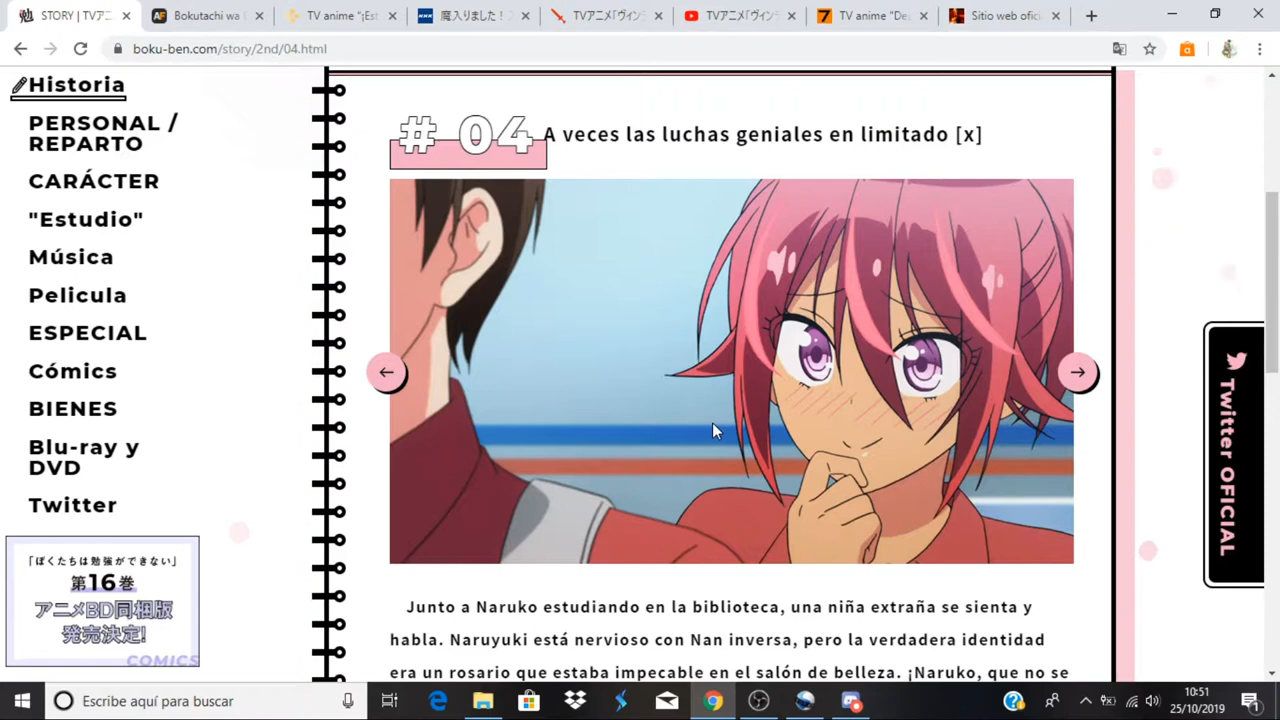 STORY | TVア
Bokutachi wa
TV anime "¡Es
魔入りました!ス
TVアニメ「ヴィン
TVアニメ「ヴィ
TV anime "De
Sitio web ofici
boku-ben.com/story/2nd/04.html
Historia
PERSONAL /
REPARTO
CARÁCTER
"Estudio"
Música
Pelicula
ESPECIAL
Cómics
BIENES
Blu-ray y
DVD
Twitter
「ぼくたちは勉強ができない」
第16巻
アニメBD同梱版
発売決定!
COMICS
# 04 A veces las luchas geniales en limitado [x]
Junto a Naruko estudiando en la biblioteca, una niña extraña se sienta y
habla. Naruyuki está nervioso con Nan inversa, pero la verdadera identidad
era un rosario que estaba impecable en el salón de belleza. ¡Naruko, que no se
Twitter OFICIAL
Escribe aquí para buscar
10:51
25/10/2019